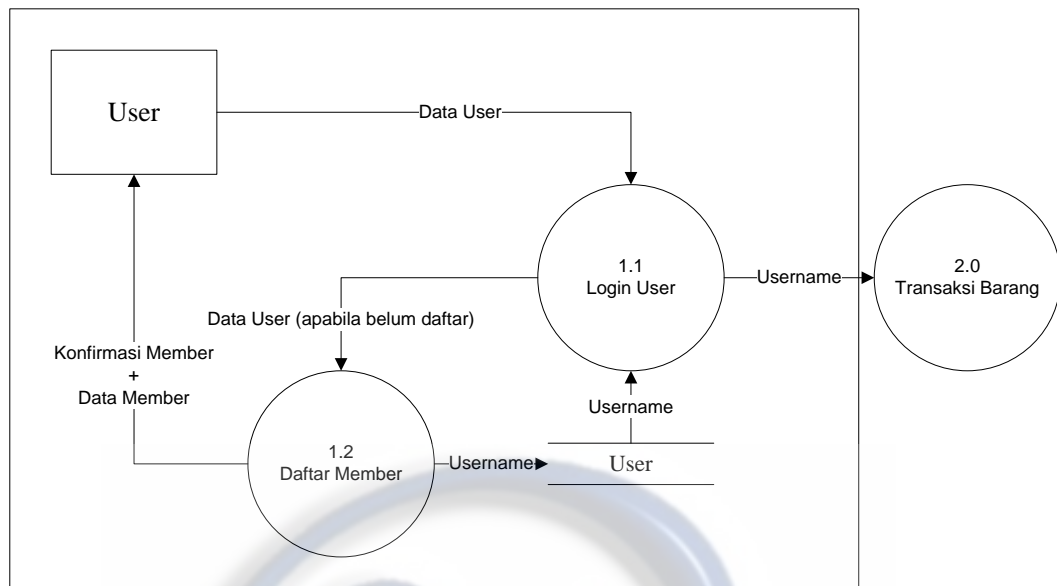 User
Data User
1.1
Login User
Username
2.0
Transaksi Barang
Data User (apabila belum daftar)
Konfirmasi Member
+
Data Member
Username
1.2
Daftar Member
Username
User